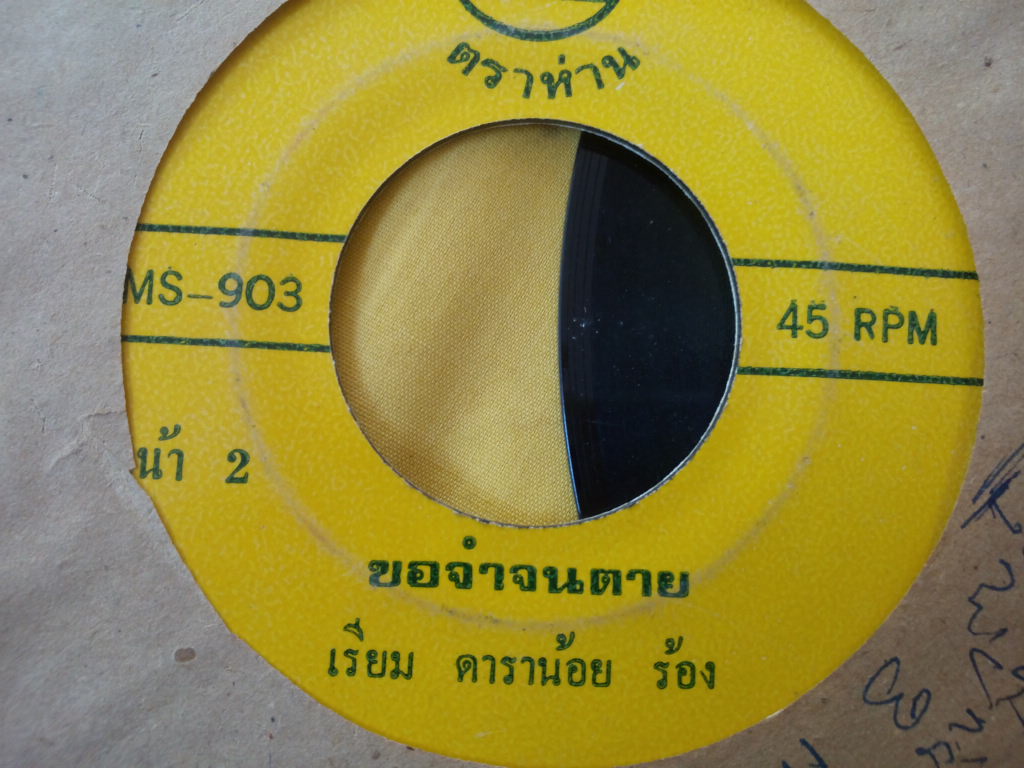 ตราห่าน
MS-903
45 RPM
น้า 2
ขอจำจนตาย
เรียม ดาราน้อย ร้อง